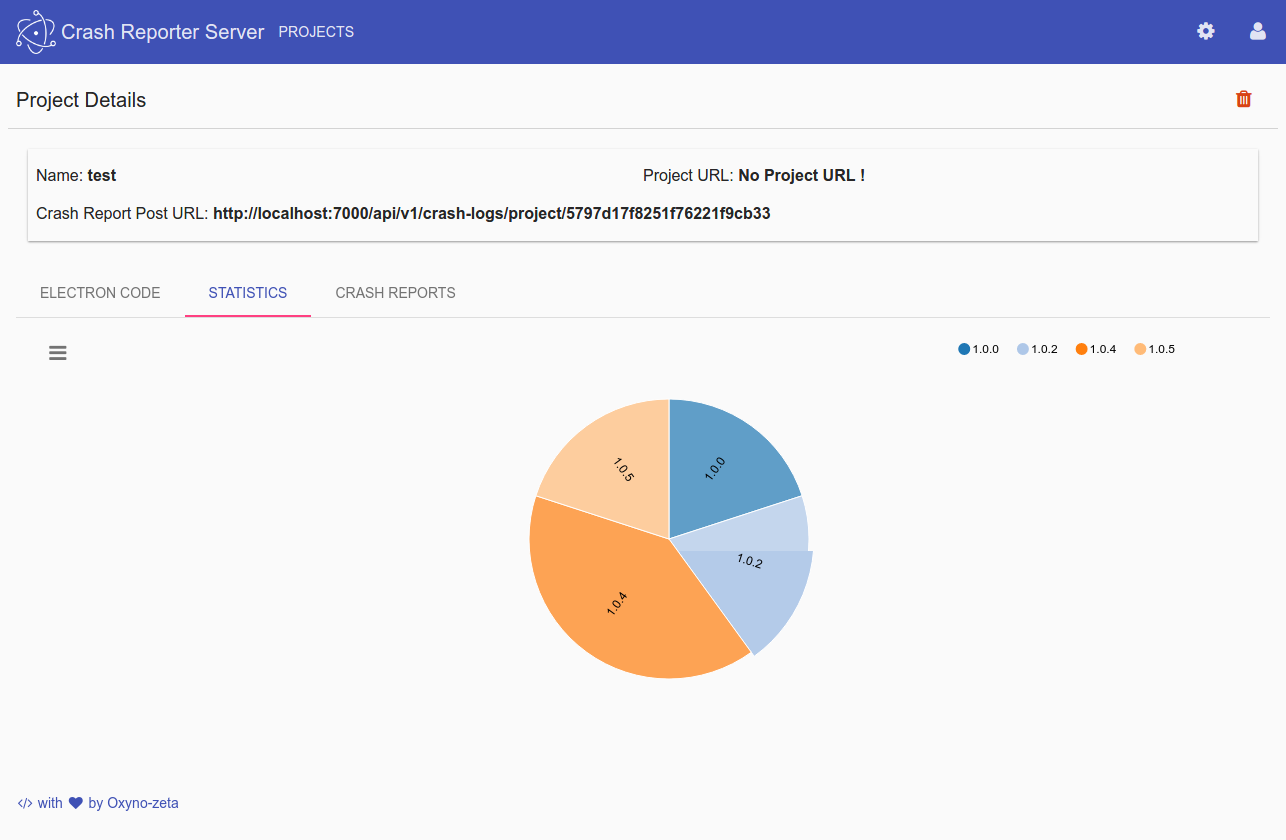 Crash Reporter Server PROJECTS
Project Details
Name: test Project URL: No Project URL !
Crash Report Post URL: http://localhost:7000/api/v1/crash-logs/project/5797d17f8251f76221f9cb33
ELECTRON CODE STATISTICS CRASH REPORTS
1.0.0 1.0.2 1.0.4 1.0.5
1.0.5
1.0.0
1.0.2
1.0.4
</> with by Oxyno-zeta